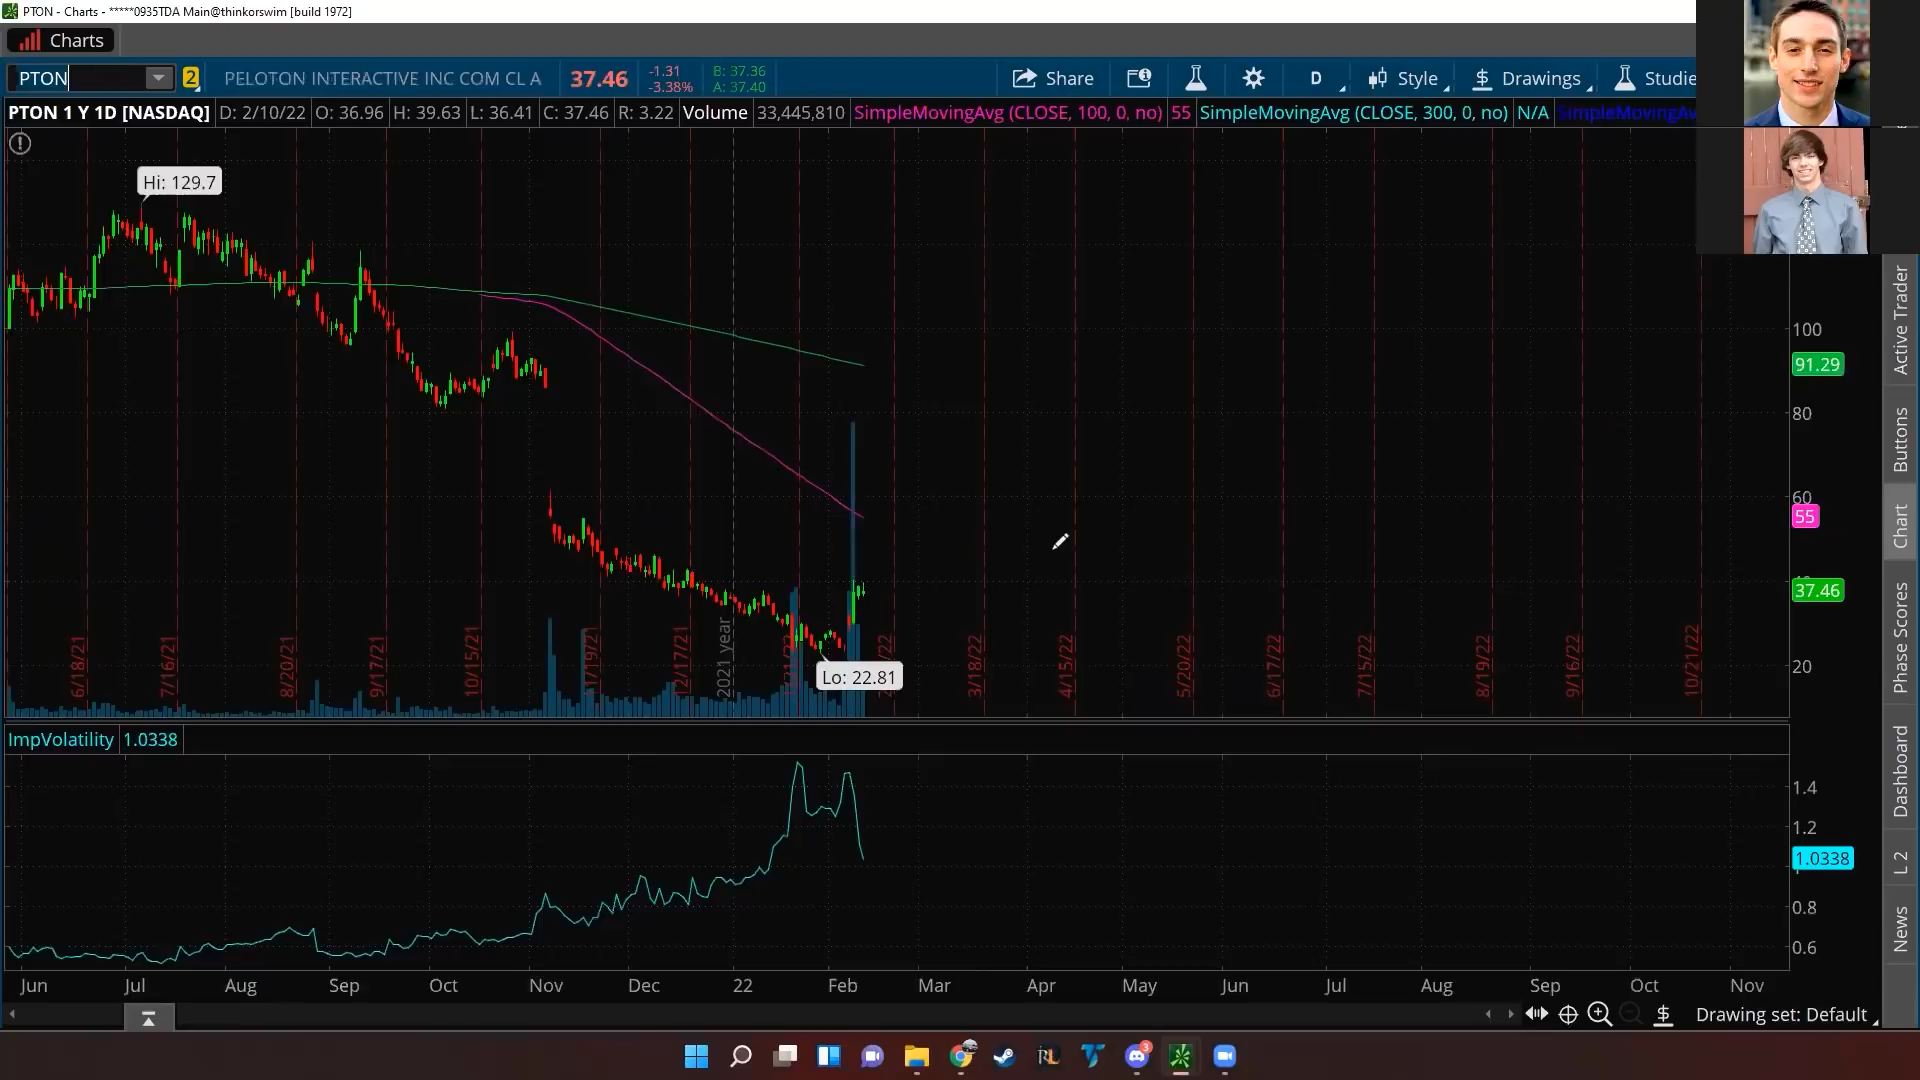 PTON - Charts - *****0935TDA Main@thinkorswim [build 1972]
Charts
PTON 2 PELOTON INTERACTIVE INC COM CL A 37.46 -1.31 -3.38% B: 37.36 A: 37.40 Share D Style $ Drawings Studie
PTON 1 Y 1D [NASDAQ] D: 2/10/22 O: 36.96 H: 39.63 L: 36.41 C: 37.46 R: 3.22 Volume 33,445,810 SimpleMovingAvg (CLOSE, 100, 0, no) 55 SimpleMovingAvg (CLOSE, 300, 0, no) N/A SimpleMovingAv
Hi: 129.7
100
91.29
80
60
55
37.46
20
Lo: 22.81
6/18/21 7/16/21 8/20/21 9/17/21 10/15/21 11/19/21 12/17/21 2021 year 3/18/22 4/15/22 5/20/22 6/17/22 7/15/22 8/19/22 9/16/22 10/21/22
ImpVolatility 1.0338
1.4
1.2
1.0338
0.8
0.6
Jun Jul Aug Sep Oct Nov Dec 22 Feb Mar Apr May Jun Jul Aug Sep Oct Nov
Drawing set: Default
Active Trader
Buttons
Chart
Phase Scores
Dashboard
L 2
News
3